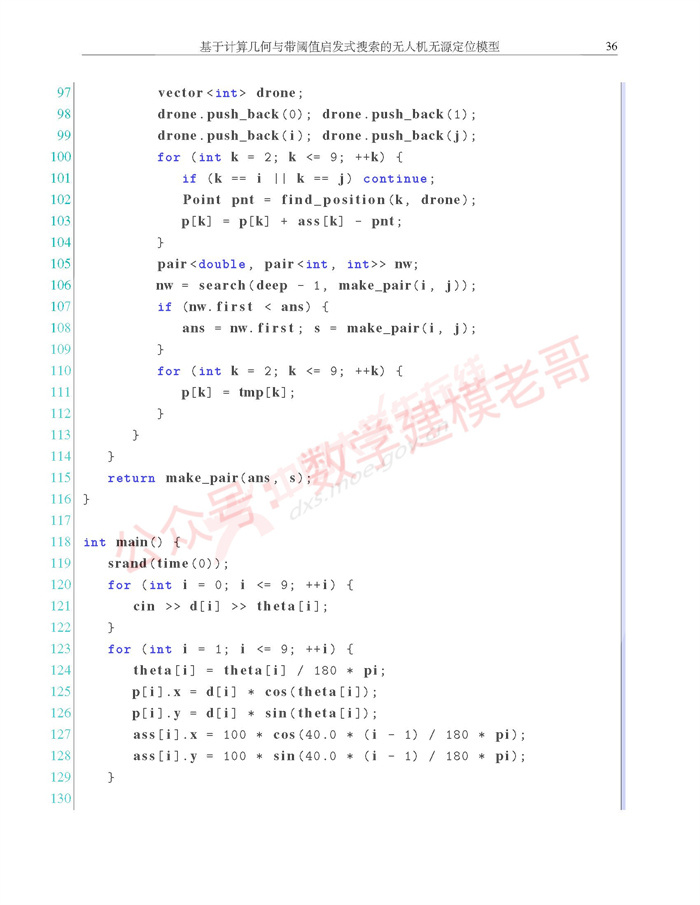 基于计算几何与带阈值启发式搜索的无人机无源定位模型 36
97 vector<int> drone;
98 drone.push_back(0); drone.push_back(1);
99 drone.push_back(i); drone.push_back(j);
100 for (int k = 2; k <= 9; ++k) {
101 if (k == i || k == j) continue;
102 Point pnt = find_position(k, drone);
103 p[k] = p[k] + ass[k] - pnt;
104 }
105 pair<double, pair<int, int>> nw;
106 nw = search(deep - 1, make_pair(i, j));
107 if (nw.first < ans) {
108 ans = nw.first; s = make_pair(i, j);
109 }
110 for (int k = 2; k <= 9; ++k) {
111 p[k] = tmp[k];
112 }
113 }
114 }
115 return make_pair(ans, s);
116 }
117
118 int main() {
119 srand(time(0));
120 for (int i = 0; i <= 9; ++i) {
121 cin >> d[i] >> theta[i];
122 }
123 for (int i = 1; i <= 9; ++i) {
124 theta[i] = theta[i] / 180 * pi;
125 p[i].x = d[i] * cos(theta[i]);
126 p[i].y = d[i] * sin(theta[i]);
127 ass[i].x = 100 * cos(40.0 * (i - 1) / 180 * pi);
128 ass[i].y = 100 * sin(40.0 * (i - 1) / 180 * pi);
129 }
130
公众号:数学建模老哥
dxs.moe.gov.cn